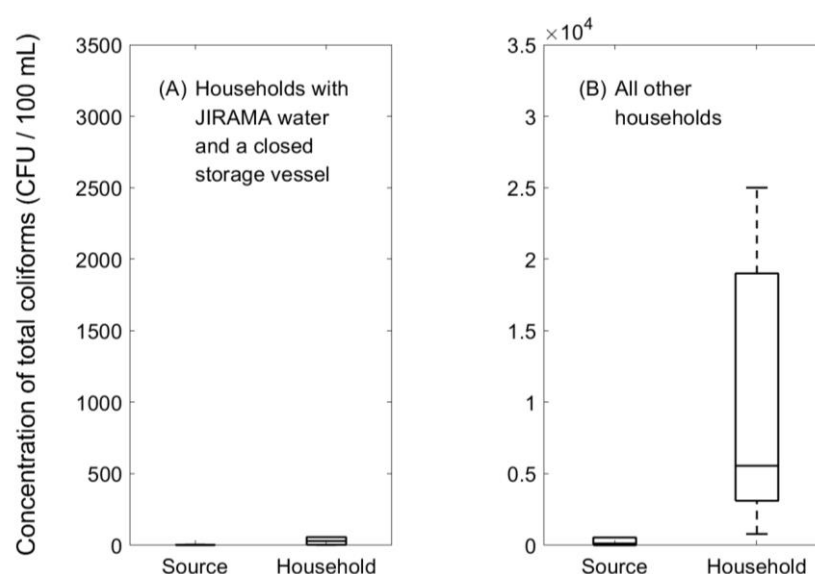 Concentration of total coliforms (CFU / 100 mL)
3500
3000
2500
2000
1500
1000
500
0
(A) Households with
JIRAMA water
and a closed
storage vessel
Source
Household
×10⁴
3.5
3
2.5
2
1.5
1
0.5
0
(B) All other
households
Source
Household